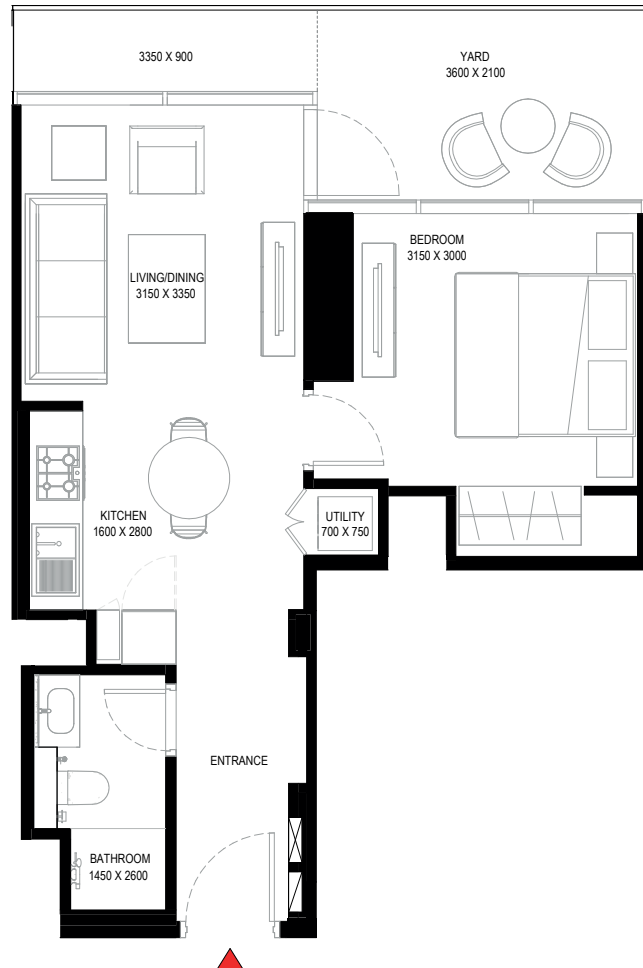 3350 X 900
YARD
3600 X 2100
BEDROOM
3150 X 3000
LIVING/DINING
3150 X 3350
KITCHEN
1600 X 2800
UTILITY
700 X 750
ENTRANCE
BATHROOM
1450 X 2600